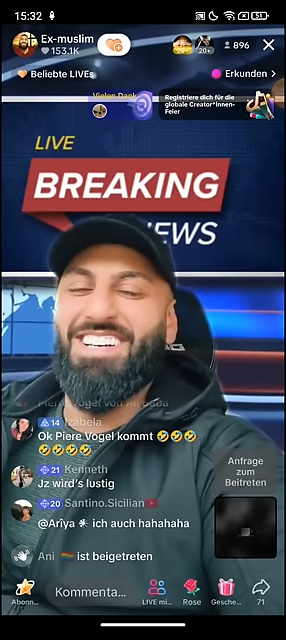 15:32
51
Ex-muslim
153.1K
20+
896
Beliebte LIVEs
Erkunden >
Vielen Dank
Registriere dich für die
globale Creator*innen-
Feier
LIVE
BREAKING
NEWS
14 Izabela
Ok Piere Vogel kommt 🤣🤣🤣
🤣🤣🤣🤣
21 Kenneth
Jz wird's lustig
20 Santino.Sicilian
@Arîya ☀ ich auch hahahaha
Ani 🏳️‍🌈 ist beigetreten
Anfrage
zum
Beitreten
Kommenta...
Abonn...
LIVE mi...
Rose
Gesche...
71